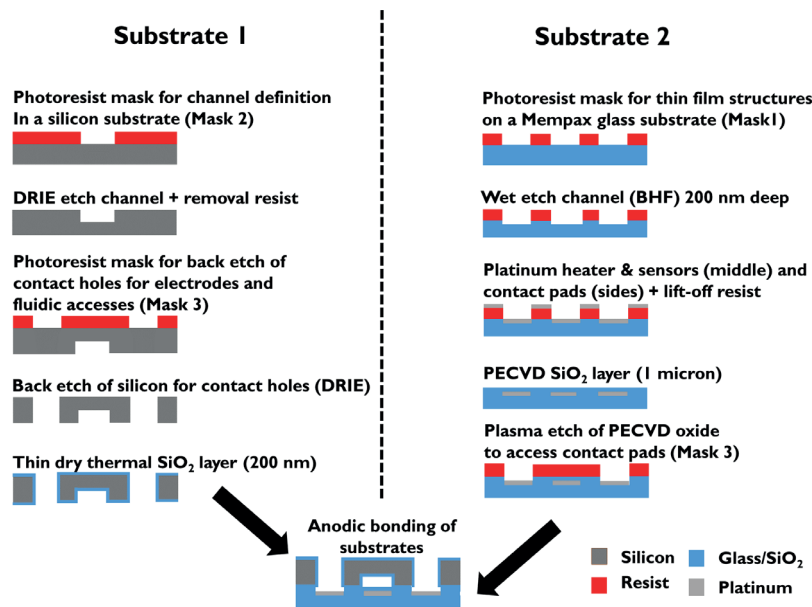 Substrate 1
Photoresist mask for channel definition
In a silicon substrate (Mask 2)
DRIE etch channel + removal resist
Photoresist mask for back etch of
contact holes for electrodes and
fluidic accesses (Mask 3)
Back etch of silicon for contact holes (DRIE)
Thin dry thermal SiO₂ layer (200 nm)
Substrate 2
Photoresist mask for thin film structures
on a Mempax glass substrate (Mask1)
Wet etch channel (BHF) 200 nm deep
Platinum heater & sensors (middle) and
contact pads (sides) + lift-off resist
PECVD SiO₂ layer (1 micron)
Plasma etch of PECVD oxide
to access contact pads (Mask 3)
Anodic bonding of
substrates
Silicon
Glass/SiO₂
Resist
Platinum